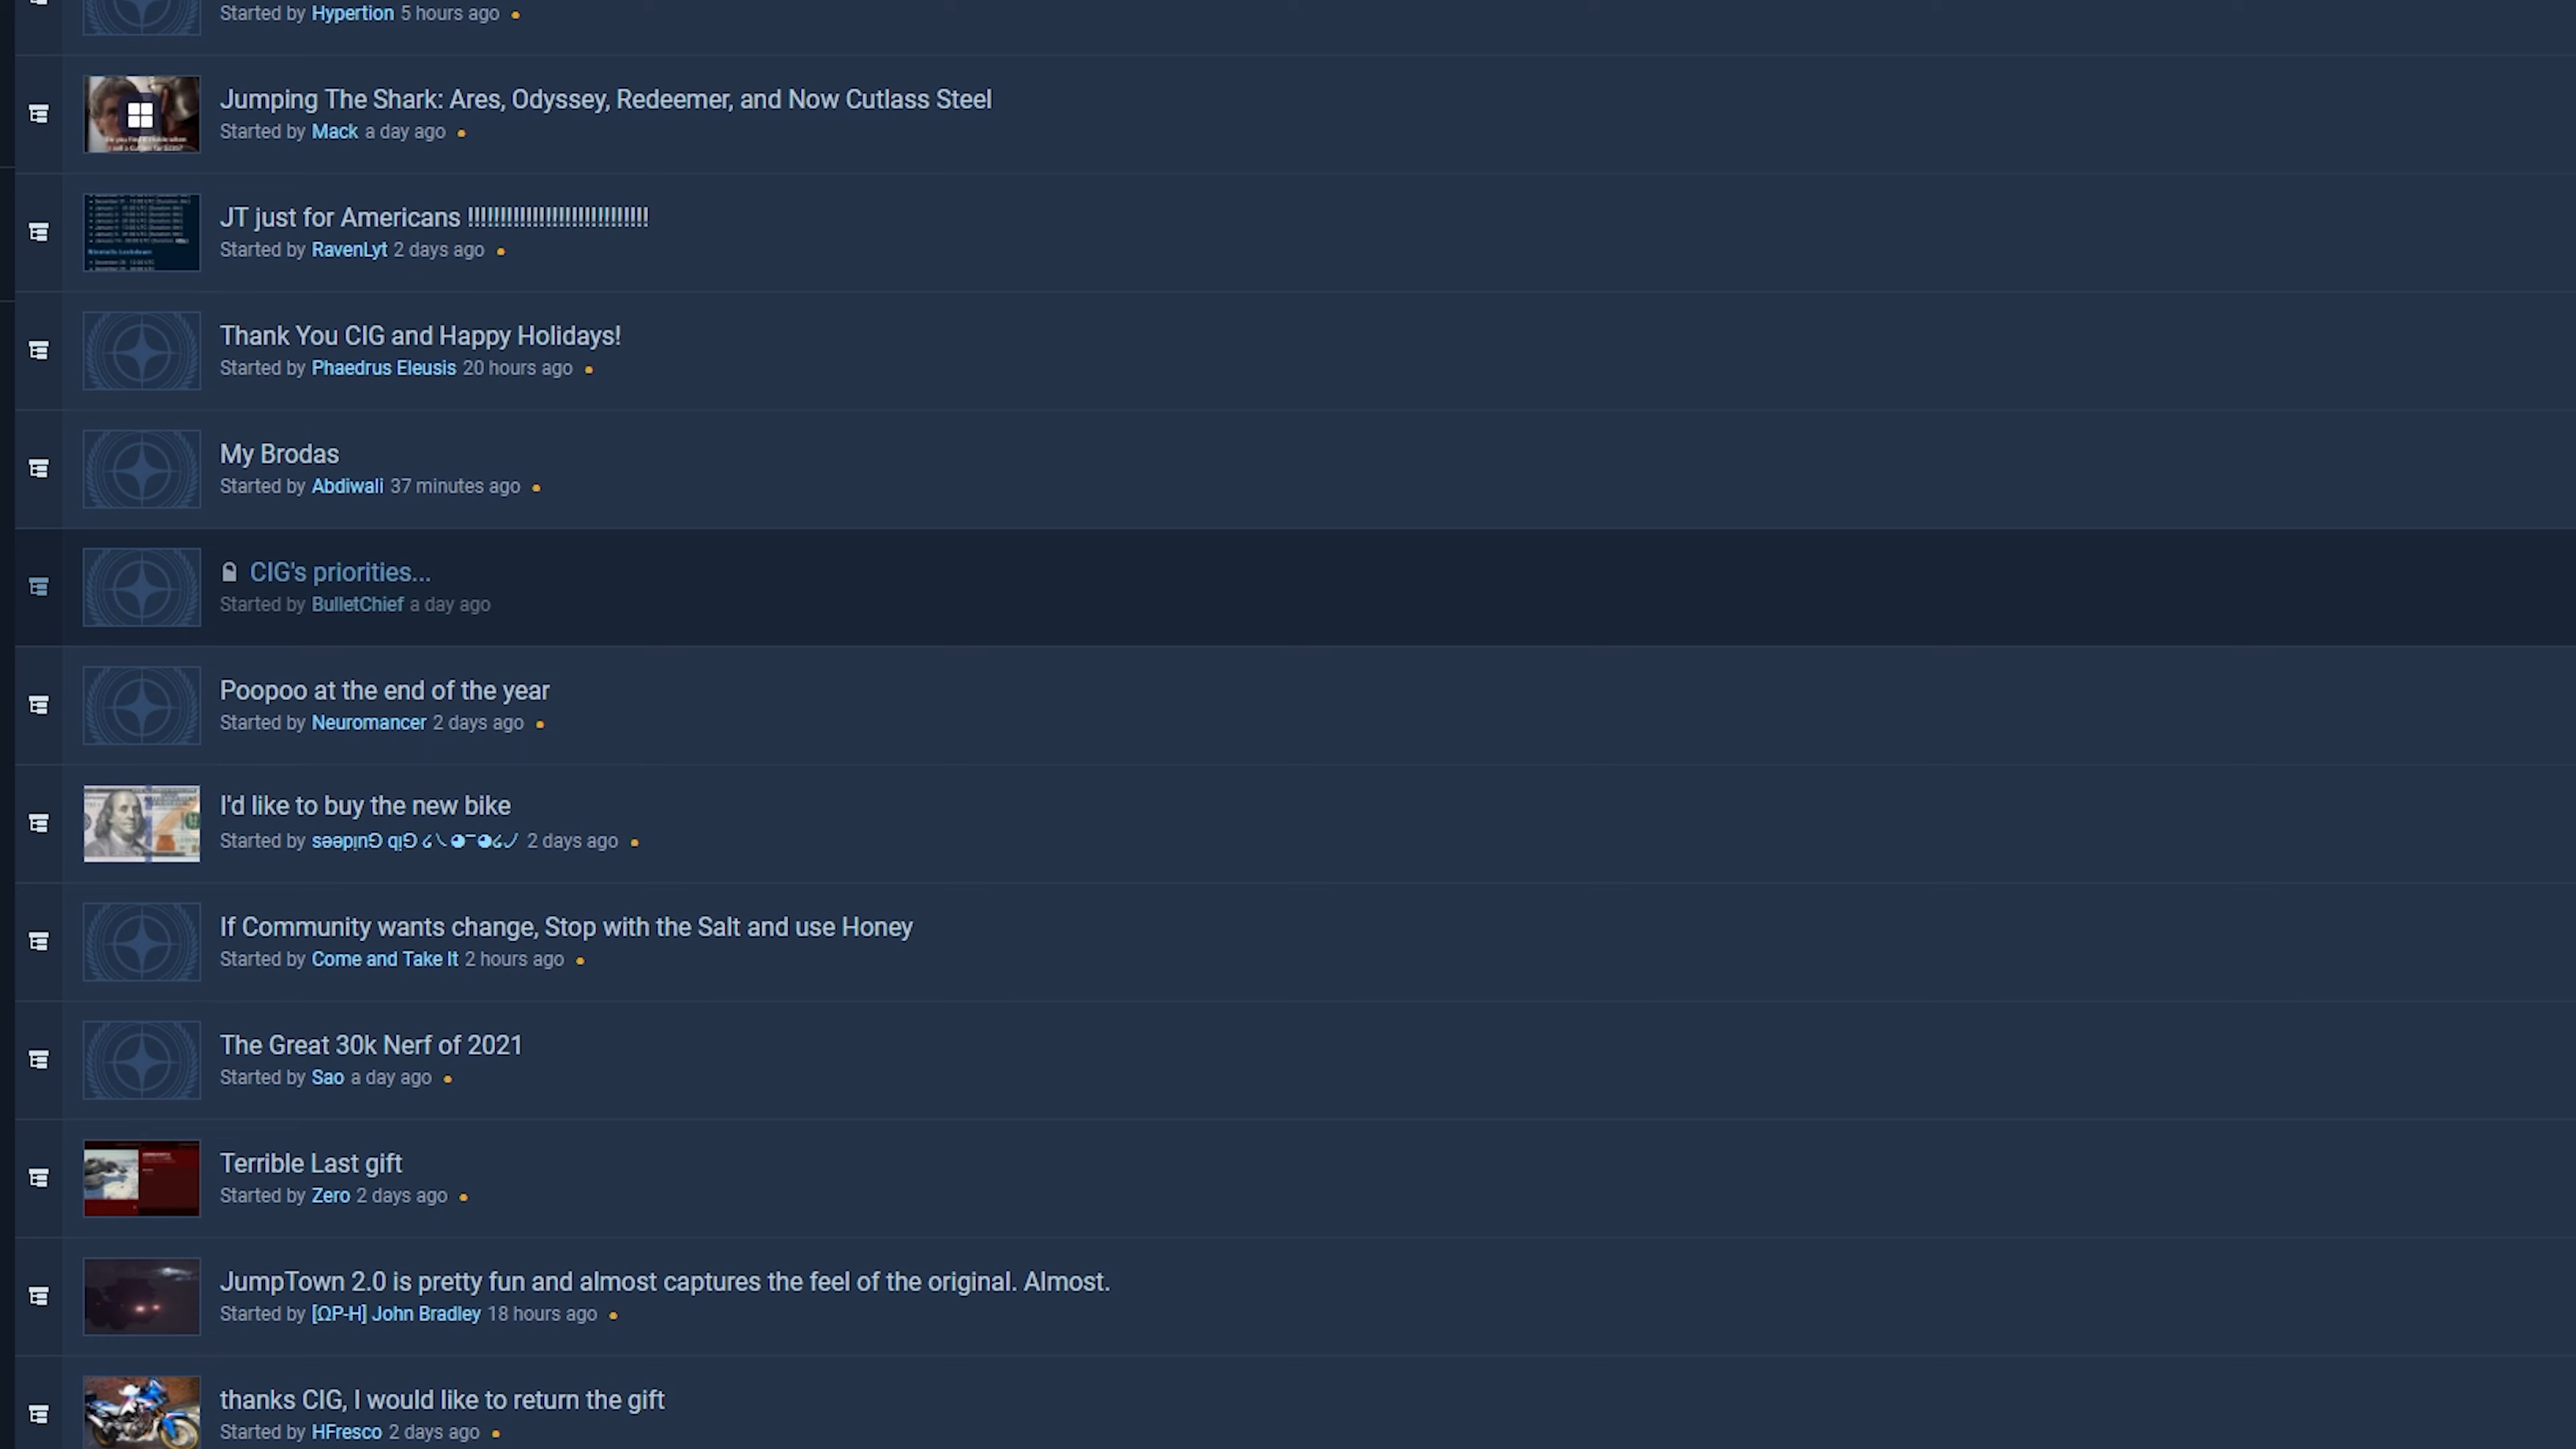 Started by Hypertion 5 hours ago
Jumping The Shark: Ares, Odyssey, Redeemer, and Now Cutlass Steel
Started by Mack a day ago
JT just for Americans !!!!!!!!!!!!!!!!!!!!!!!!!!!!
Started by RavenLyt 2 days ago
Thank You CIG and Happy Holidays!
Started by Phaedrus Eleusis 20 hours ago
My Brodas
Started by Abdiwali 37 minutes ago
CIG's priorities...
Started by BulletChief a day ago
Poopoo at the end of the year
Started by Neuromancer 2 days ago
I'd like to buy the new bike
Started by 2 days ago
If Community wants change, Stop with the Salt and use Honey
Started by Come and Take It 2 hours ago
The Great 30k Nerf of 2021
Started by Sao a day ago
Terrible Last gift
Started by Zero 2 days ago
JumpTown 2.0 is pretty fun and almost captures the feel of the original. Almost.
Started by [ΩP-H] John Bradley 18 hours ago
thanks CIG, I would like to return the gift
Started by HFresco 2 days ago